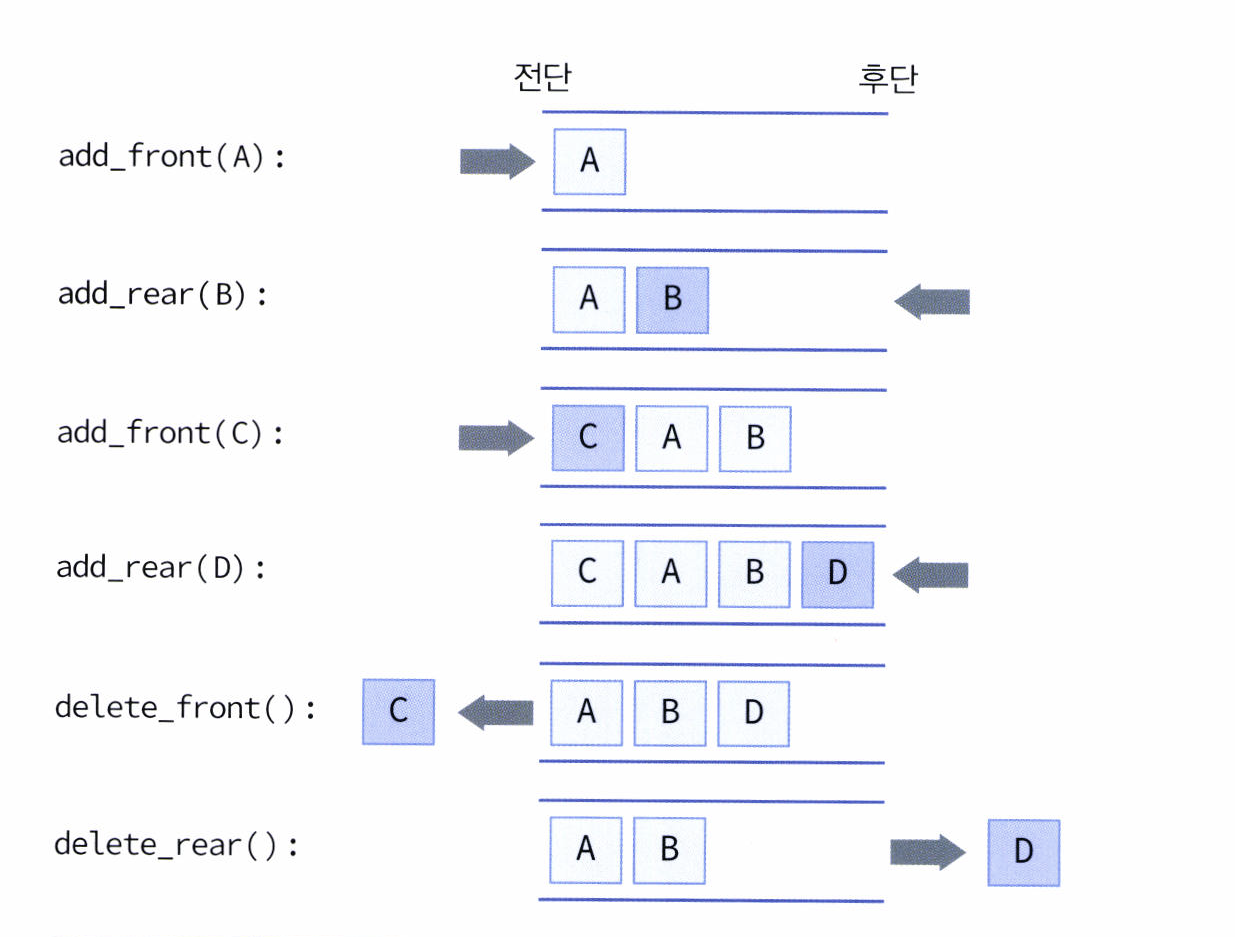 전단 후단
add_front(A): A
add_rear(B): A B
add_front(C): C A B
add_rear(D): C A B D
delete_front(): C A B D
delete_rear(): A B D